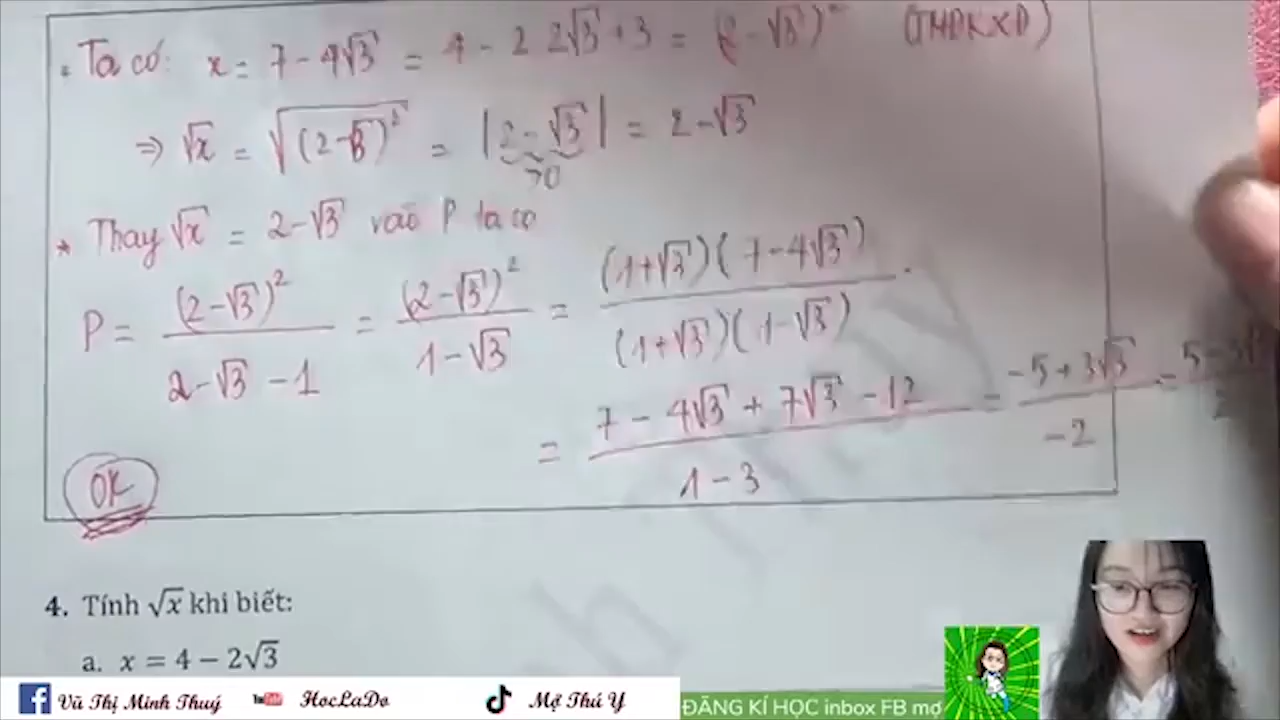 . Ta có: x = 7 - 4√3 = 4 - 2.2√3 + 3 = (2 - √3)² (TMĐKXĐ)
⇒ √x = √(2-√3)² = |2 - √3| = 2 - √3
>0
* Thay √x = 2 - √3 vào P ta có
P = (2 - √3)² / (2 - √3 - 1) = (2 - √3)² / (1 - √3) = (1+√3)(7 - 4√3) / (1+√3)(1 - √3)
= (7 - 4√3 + 7√3 - 12) / (1 - 3) = (-5 + 3√3) / -2 =
OK
4. Tính √x khi biết:
a. x = 4 − 2√3
Vũ Thị Minh Thuý HocLaDo Mợ Thú Y ĐĂNG KÍ HỌC inbox FB mợ